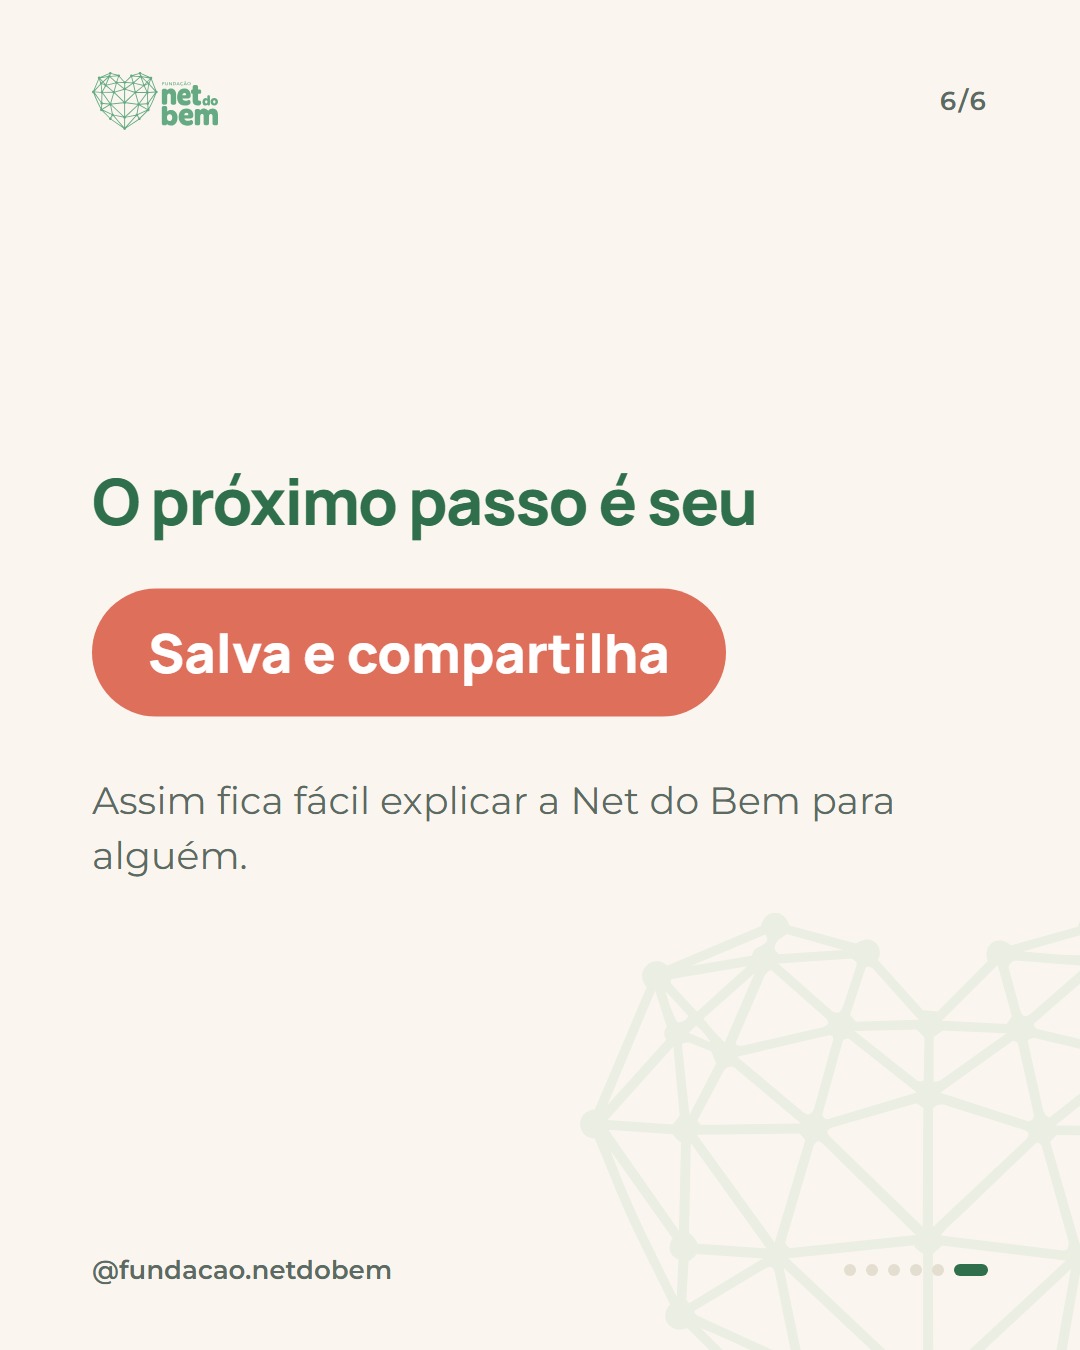 FUNDAÇÃO
net do
bem
6/6
O próximo passo é seu
Salva e compartilha
Assim fica fácil explicar a Net do Bem para
alguém.
@fundacao.netdobem